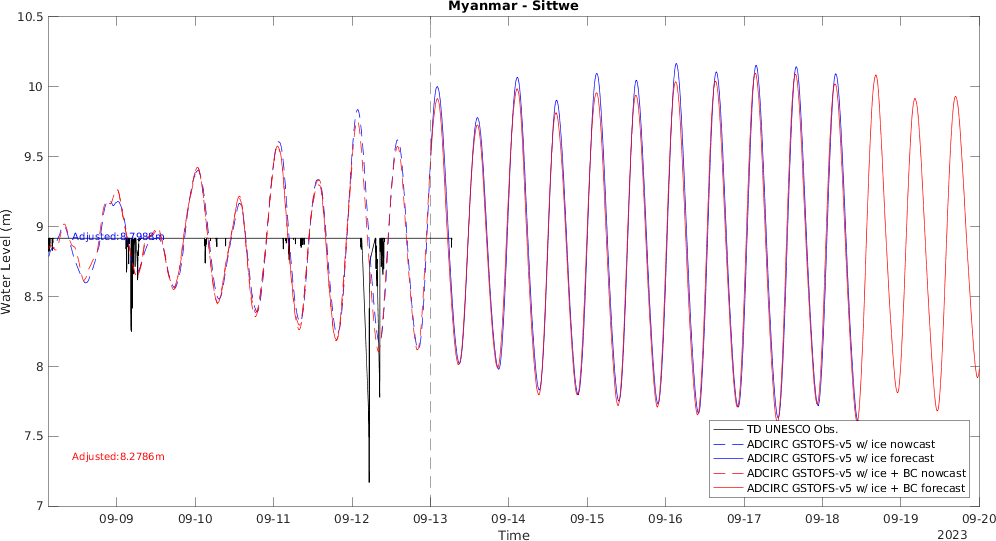 Myanmar - Sittwe
10.5
10
9.5
9
8.5
8
7.5
7
Water Level (m)
Adjusted:8.7988m
Adjusted:8.2786m
TD UNESCO Obs.
ADCIRC GSTOFS-v5 w/ ice nowcast
ADCIRC GSTOFS-v5 w/ ice forecast
ADCIRC GSTOFS-v5 w/ ice + BC nowcast
ADCIRC GSTOFS-v5 w/ ice + BC forecast
09-09 09-10 09-11 09-12 09-13 09-14 09-15 09-16 09-17 09-18 09-19 09-20
Time
2023